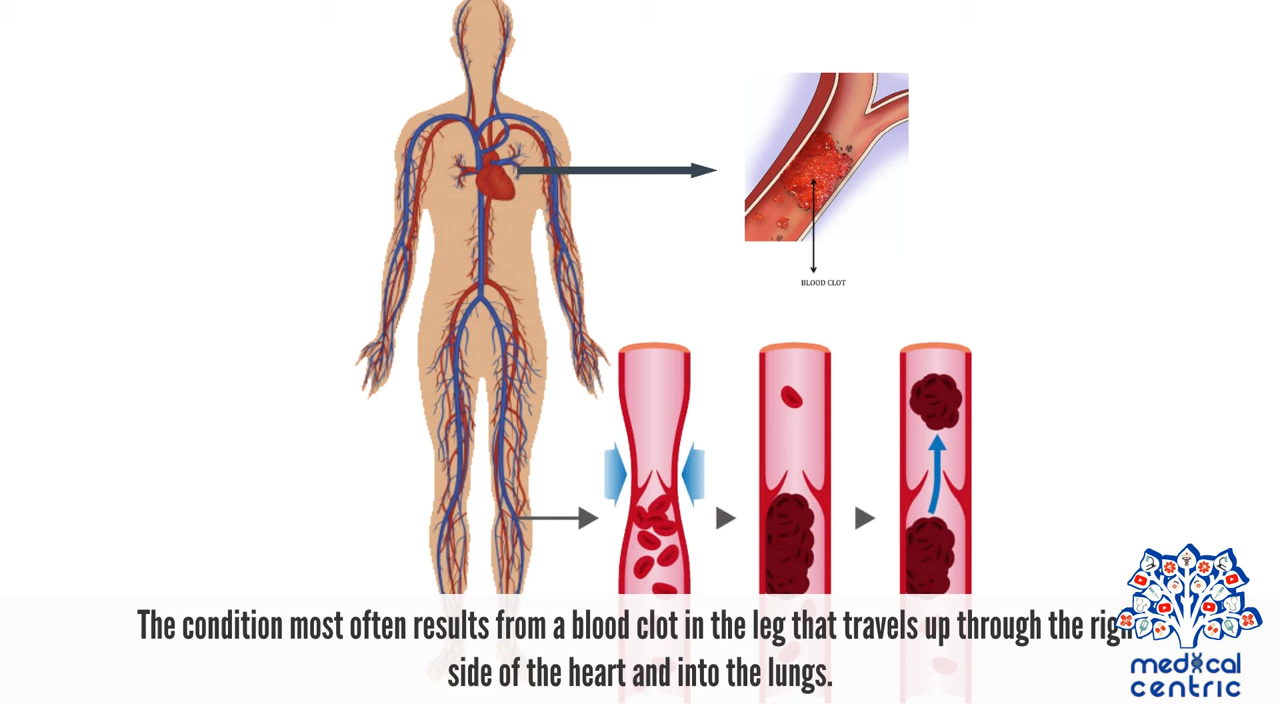 BLOOD CLOT
The condition most often results from a blood clot in the leg that travels up through the
side of the heart and into the lungs.
medical
centric